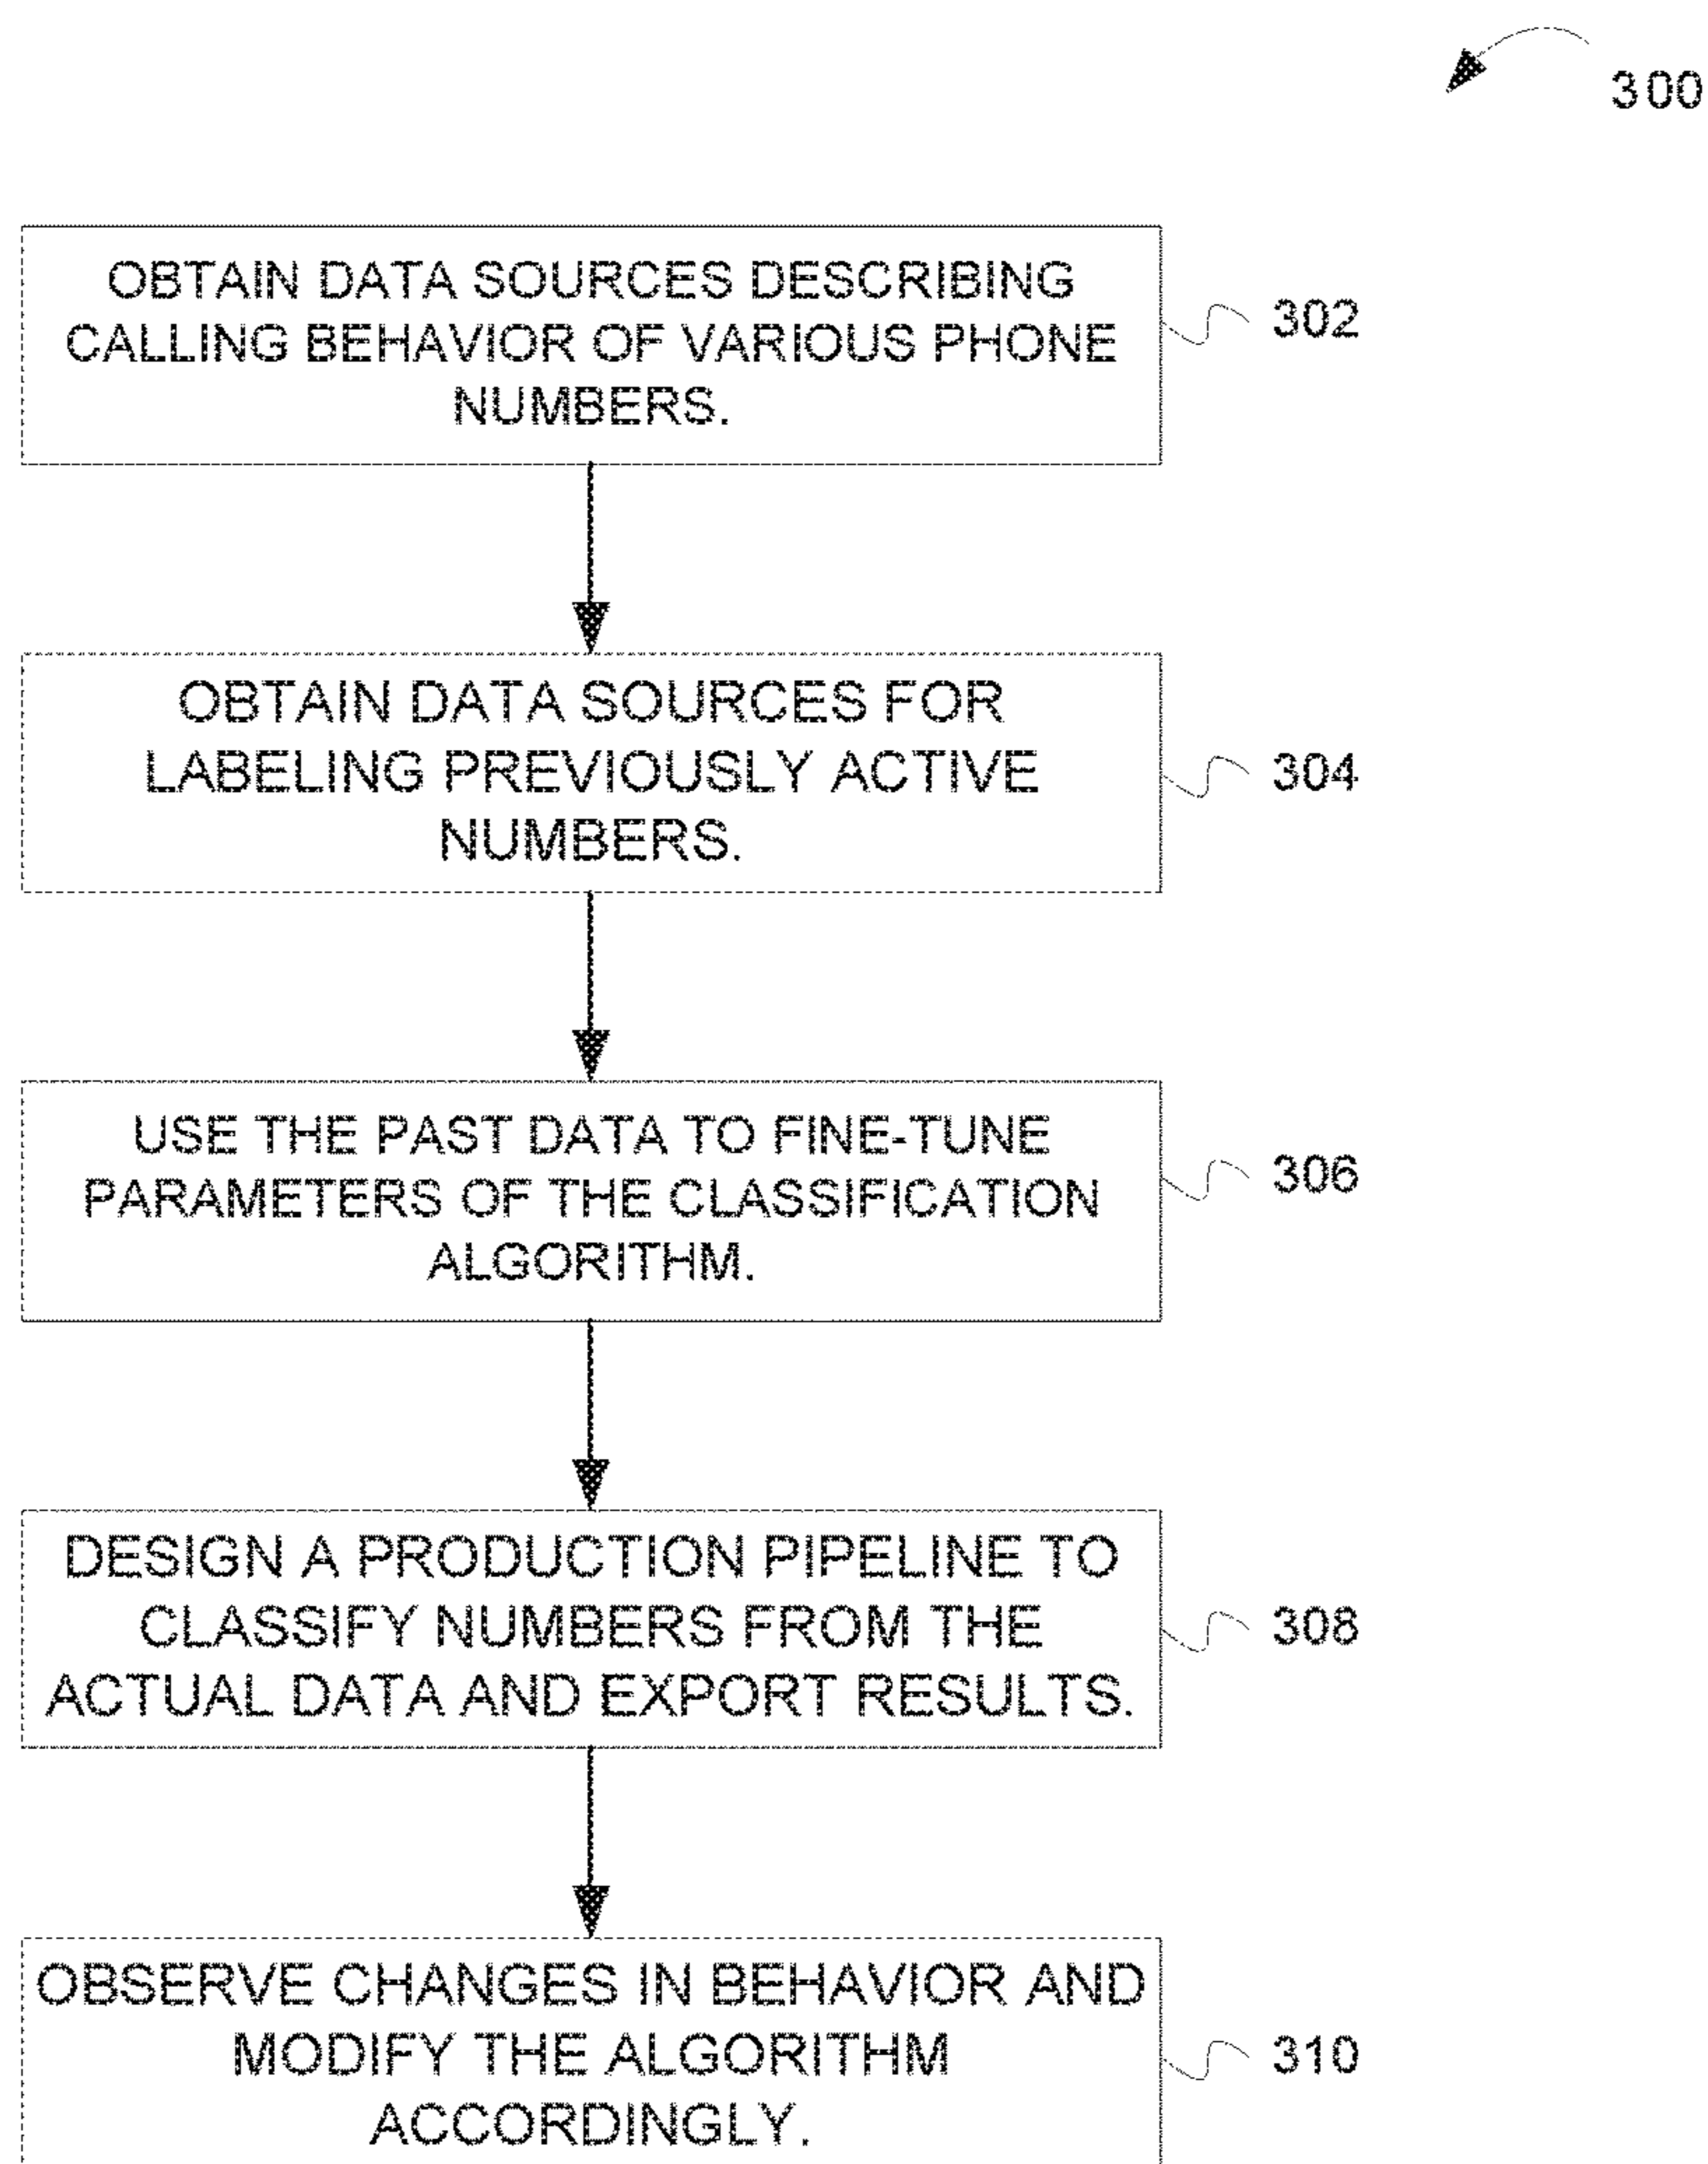 300
OBTAIN DATA SOURCES DESCRIBING
CALLING BEHAVIOR OF VARIOUS PHONE
NUMBERS.
302
OBTAIN DATA SOURCES FOR
LABELING PREVIOUSLY ACTIVE
NUMBERS.
304
USE THE PAST DATA TO FINE-TUNE
PARAMETERS OF THE CLASSIFICATION
ALGORITHM.
306
DESIGN A PRODUCTION PIPELINE TO
CLASSIFY NUMBERS FROM THE
ACTUAL DATA AND EXPORT RESULTS.
308
OBSERVE CHANGES IN BEHAVIOR AND
MODIFY THE ALGORITHM
ACCORDINGLY.
310